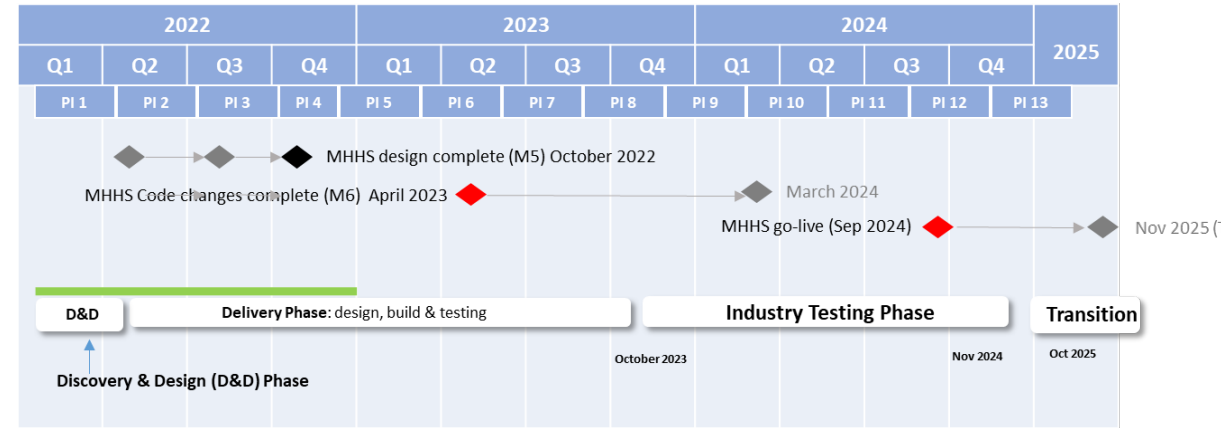 2022 2023 2024 2025
Q1 Q2 Q3 Q4 Q1 Q2 Q3 Q4 Q1 Q2 Q3 Q4
PI 1 PI 2 PI 3 PI 4 PI 5 PI 6 PI 7 PI 8 PI 9 PI 10 PI 11 PI 12 PI 13
MHHS design complete (M5) October 2022
MHHS Code changes complete (M6) April 2023
March 2024
MHHS go-live (Sep 2024)
Nov 2025 (
D&D
Delivery Phase: design, build & testing
Industry Testing Phase
Transition
October 2023
Nov 2024
Oct 2025
Discovery & Design (D&D) Phase